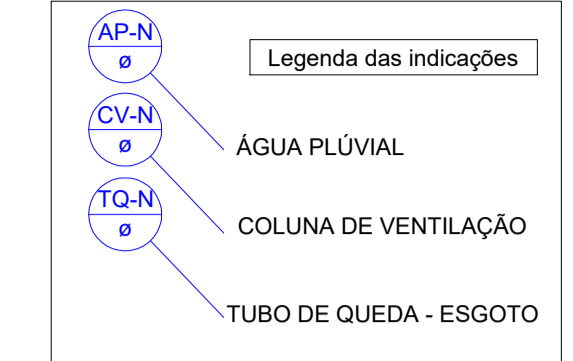 AP-N
ø
Legenda das indicações
ÁGUA PLÚVIAL
CV-N
ø
COLUNA DE VENTILAÇÃO
TQ-N
ø
TUBO DE QUEDA - ESGOTO